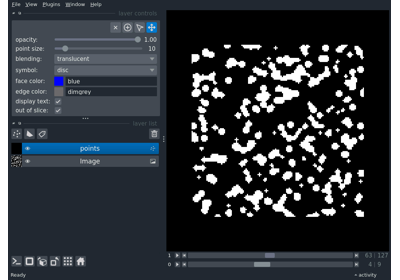 File View Plugins Window Help
layer controls
opacity: 1.00
point size: 10
blending: translucent
symbol: disc
face color: blue
edge color: dimgrey
display text:
out of slice:
layer list
points
Image
1 63 127
0 4 9
Ready activity